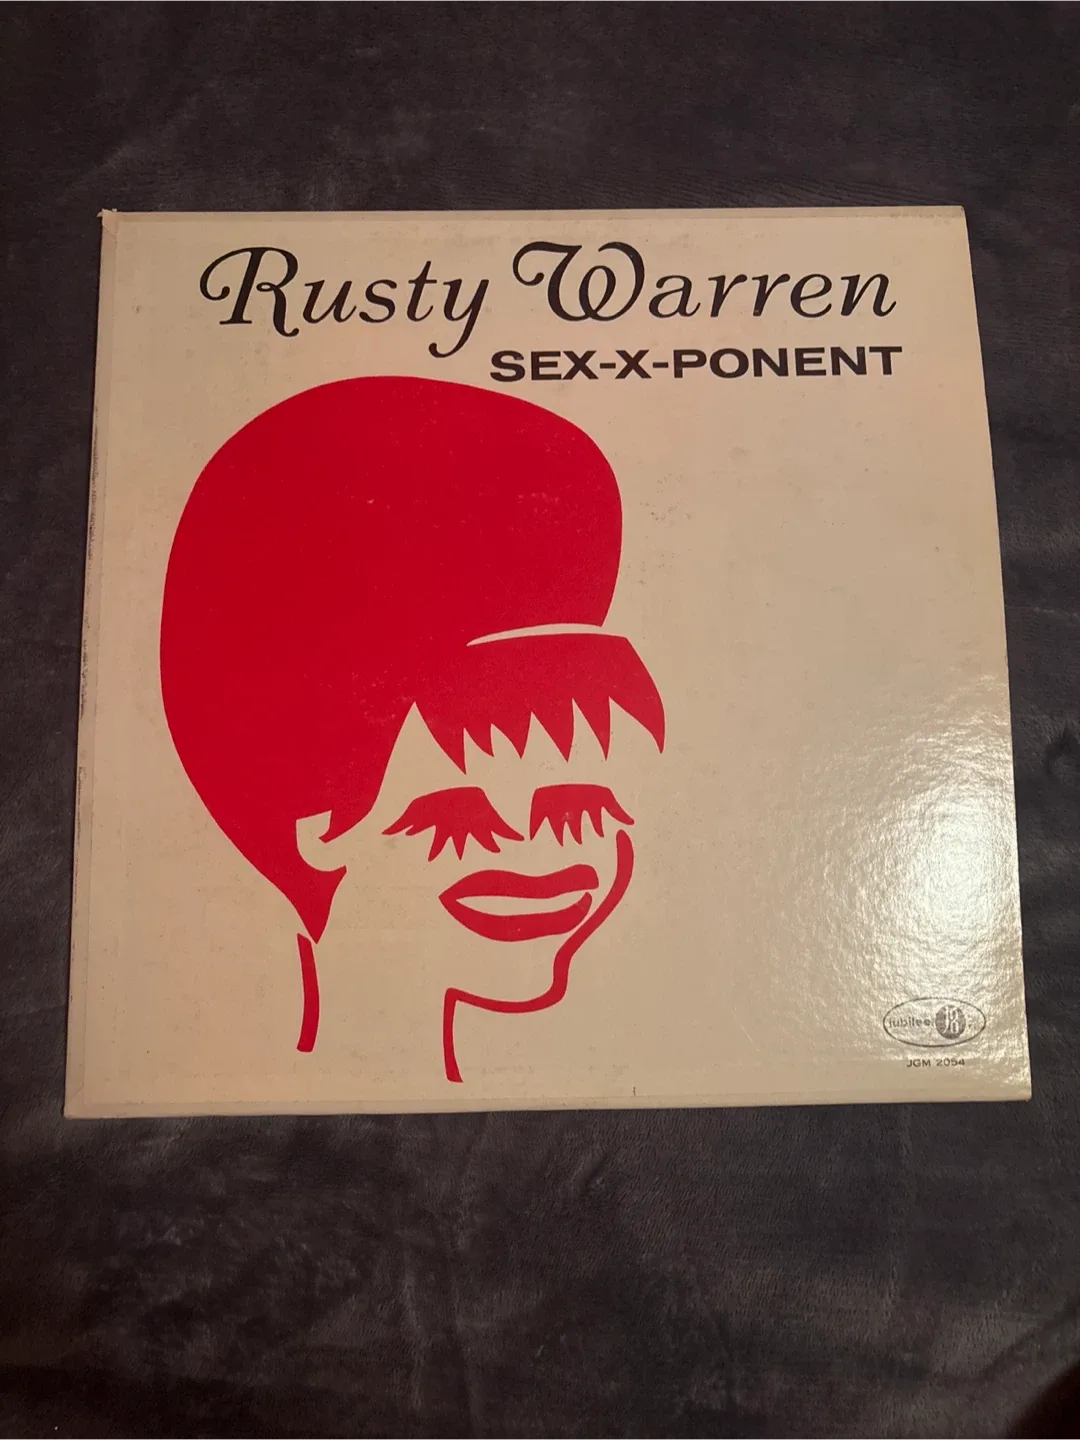 Rusty Warren
SEX-X-PONENT
jubilee
JGM 2054